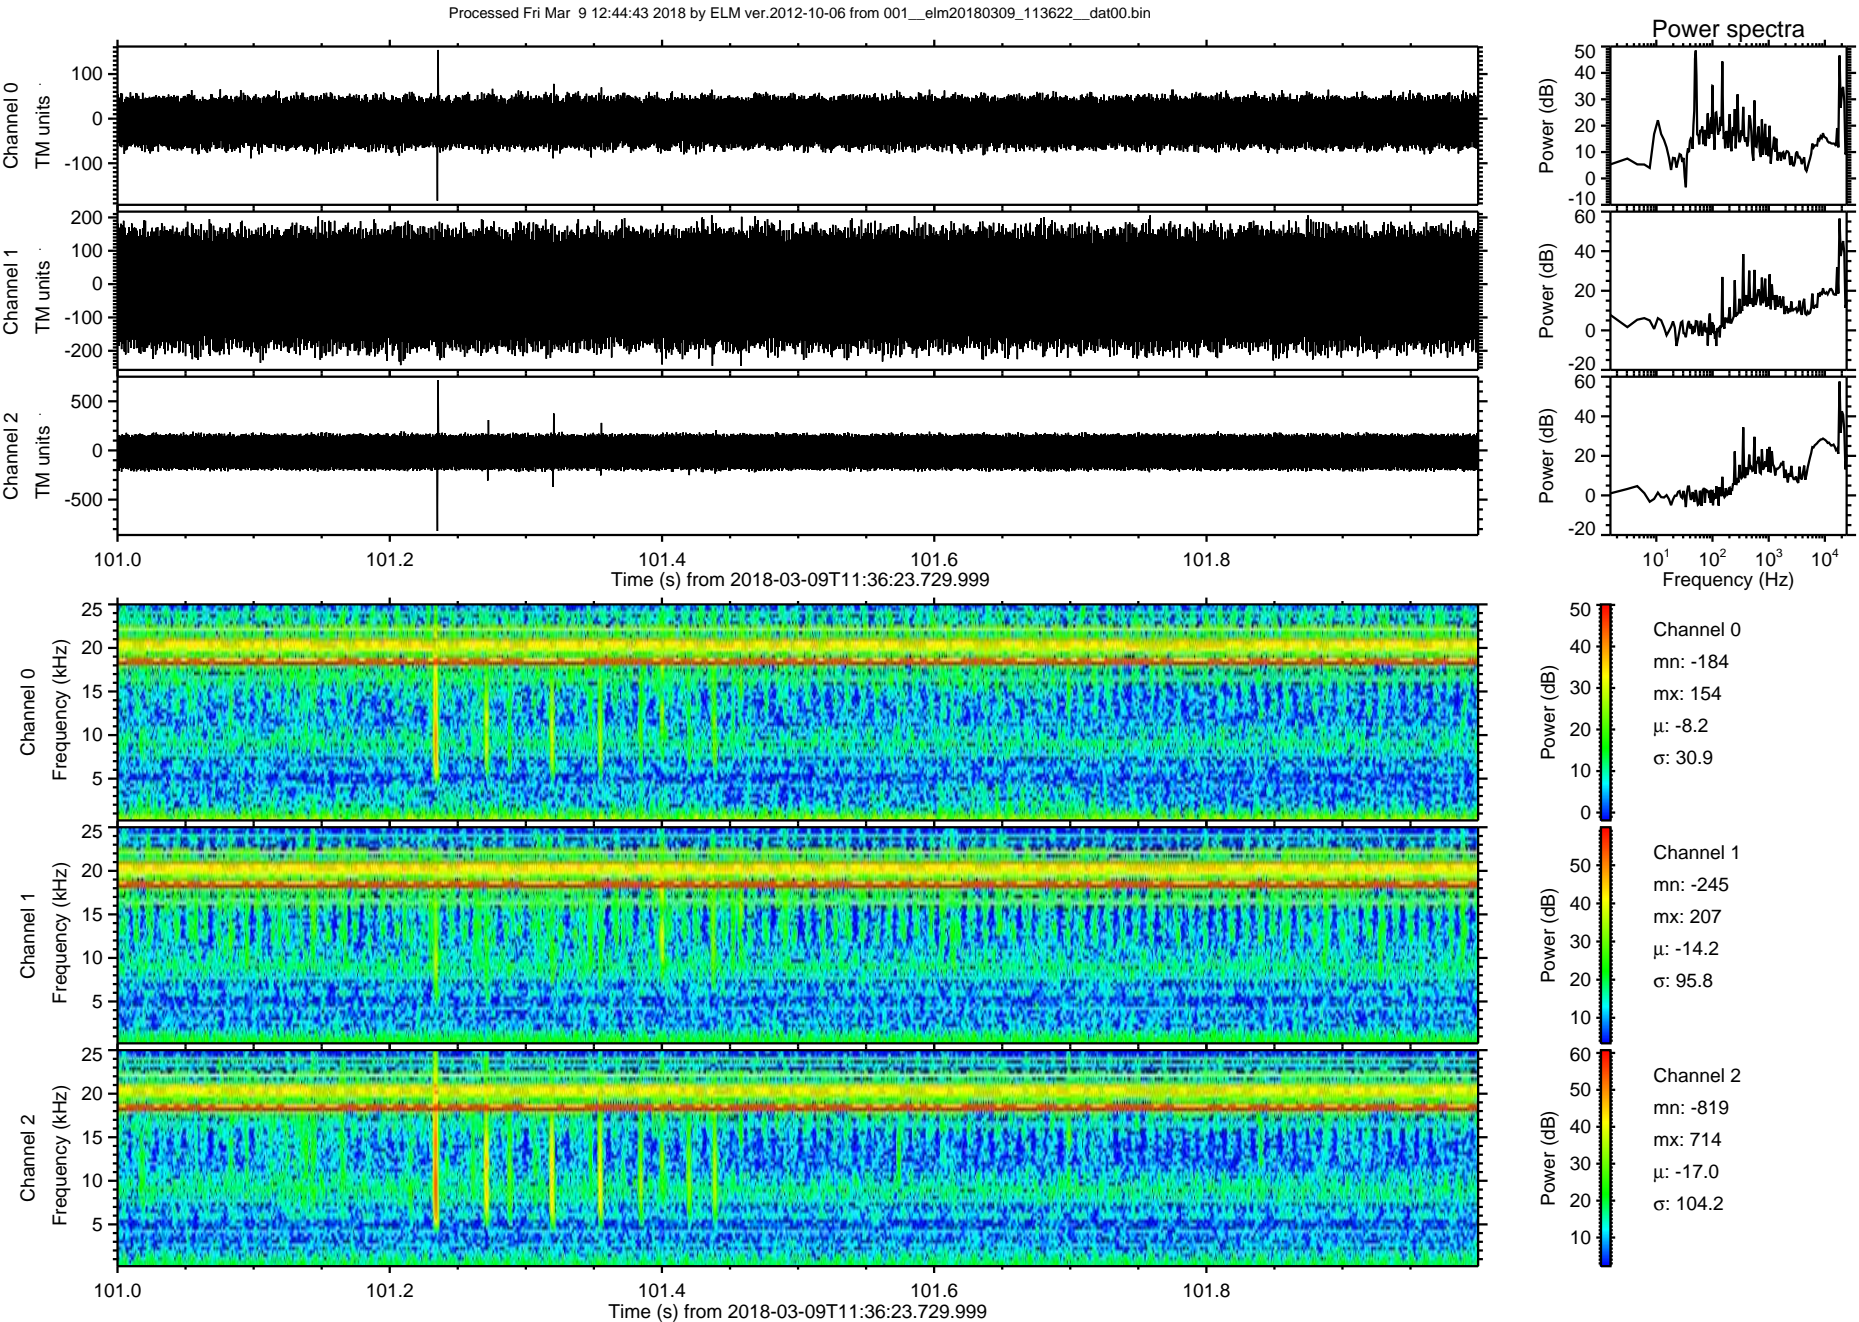 Processed Fri Mar  9 12:44:43 2018 by ELM ver.2012-10-06 from 001__elm20180309_113622__dat00.bin
Power spectra
Channel 0
TM units
100
0
-100
Power (dB)
50
40
30
20
10
0
-10
Channel 1
TM units
200
100
0
-100
-200
Power (dB)
60
40
20
0
-20
Channel 2
TM units
500
0
-500
Power (dB)
60
40
20
0
-20
101.0 101.2 101.4 101.6 101.8
Time (s) from 2018-03-09T11:36:23.729.999
10¹ 10² 10³ 10⁴
Frequency (Hz)
Channel 0
Frequency (kHz)
25
20
15
10
5
Power (dB)
50
40
30
20
10
0
Channel 0
mn: -184
mx: 154
μ: -8.2
σ: 30.9
Channel 1
Frequency (kHz)
25
20
15
10
5
Power (dB)
50
40
30
20
10
Channel 1
mn: -245
mx: 207
μ: -14.2
σ: 95.8
Channel 2
Frequency (kHz)
25
20
15
10
5
Power (dB)
60
50
40
30
20
10
Channel 2
mn: -819
mx: 714
μ: -17.0
σ: 104.2
101.0 101.2 101.4 101.6 101.8
Time (s) from 2018-03-09T11:36:23.729.999